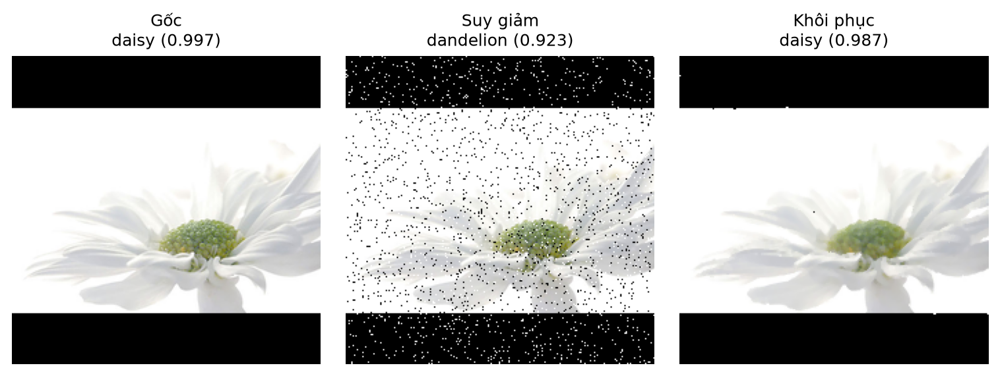 Gốc
daisy (0.997)
Suy giảm
dandelion (0.923)
Khôi phục
daisy (0.987)